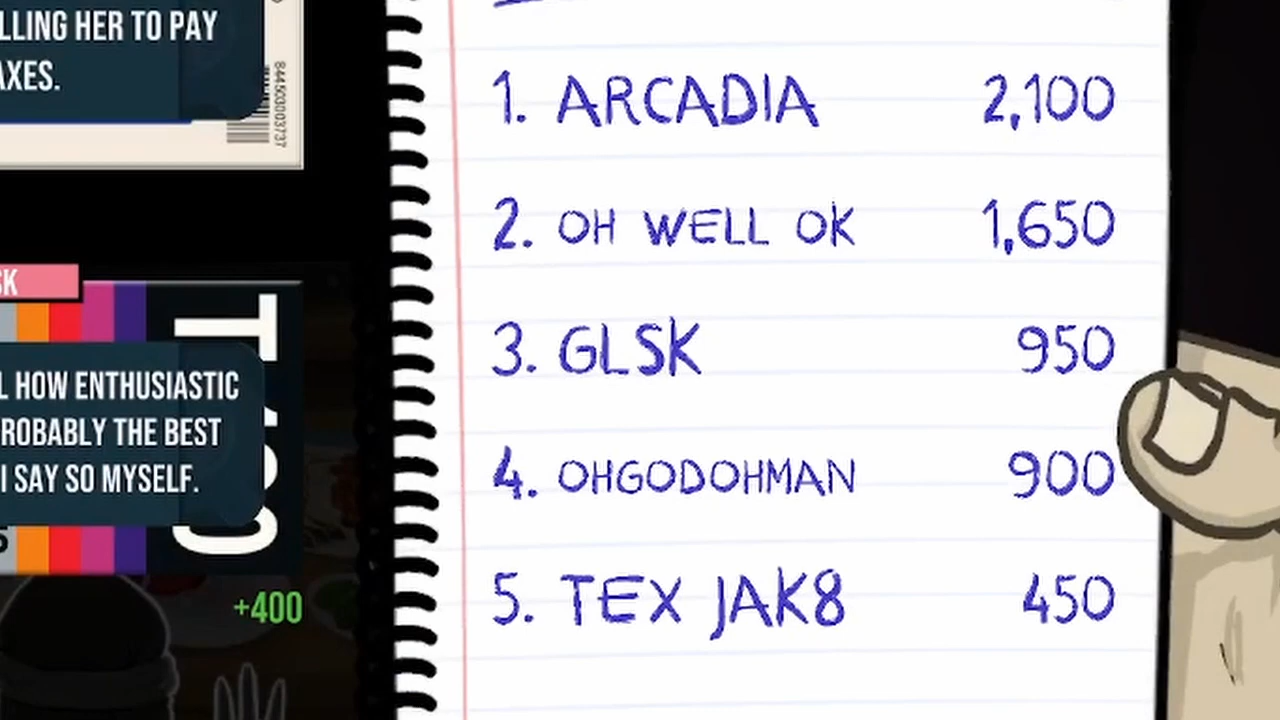 LLING HER TO PAY
AXES.
84450300373?
SK
L HOW ENTHUSIASTIC
ROBABLY THE BEST
I SAY SO MYSELF.
+400
1. ARCADIA 2,100
2. OH WELL OK 1,650
3. GLSK 950
4. OHGODOHMAN 900
5. TEX JAK8 450